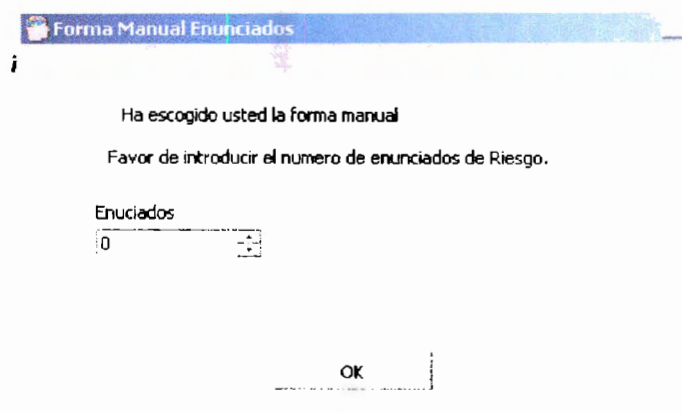 Forma Manual Enunciados
i
Ha escogido usted la forma manual
Favor de introducir el numero de enunciados de Riesgo.
Enuciados
0
OK